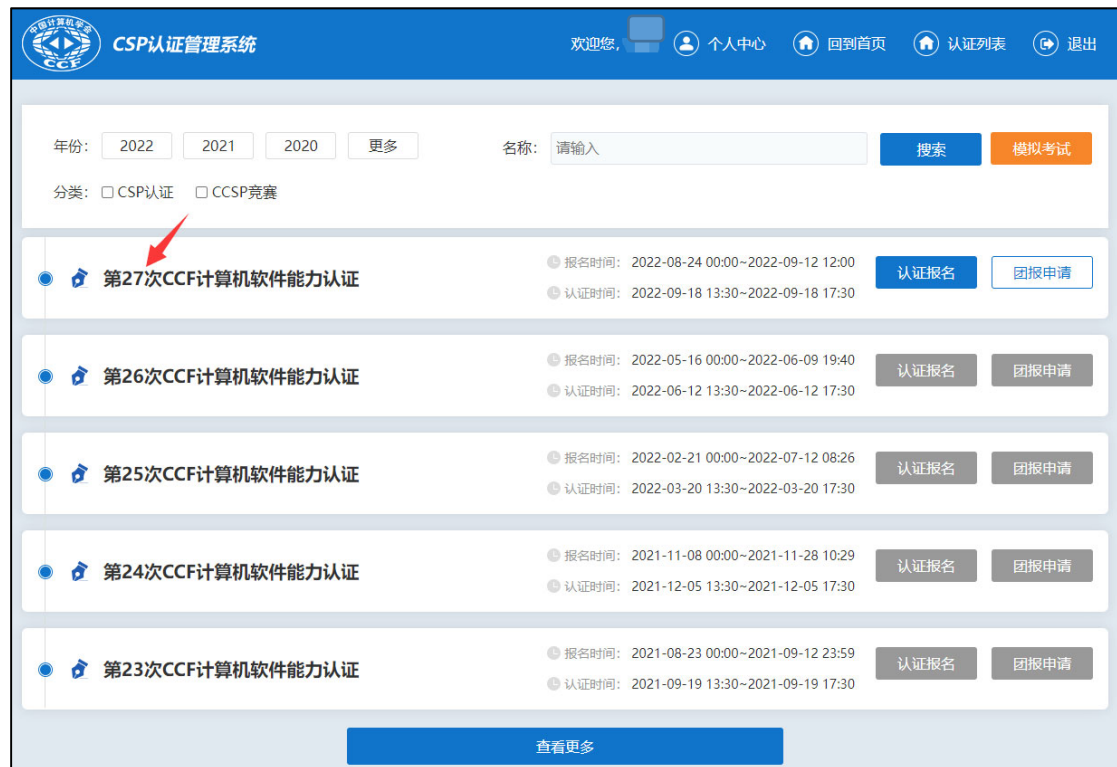 中国计算机学会
CCF
CSP认证管理系统
欢迎您,
个人中心
回到首页
认证列表
退出
年份： 2022 2021 2020 更多
名称： 请输入 搜索 模拟考试
分类： CSP认证 CCSP竞赛
第27次CCF计算机软件能力认证
报名时间： 2022-08-24 00:00~2022-09-12 12:00
认证时间： 2022-09-18 13:30~2022-09-18 17:30
认证报名 团报申请
第26次CCF计算机软件能力认证
报名时间： 2022-05-16 00:00~2022-06-09 19:40
认证时间： 2022-06-12 13:30~2022-06-12 17:30
认证报名 团报申请
第25次CCF计算机软件能力认证
报名时间： 2022-02-21 00:00~2022-07-12 08:26
认证时间： 2022-03-20 13:30~2022-03-20 17:30
认证报名 团报申请
第24次CCF计算机软件能力认证
报名时间： 2021-11-08 00:00~2021-11-28 10:29
认证时间： 2021-12-05 13:30~2021-12-05 17:30
认证报名 团报申请
第23次CCF计算机软件能力认证
报名时间： 2021-08-23 00:00~2021-09-12 23:59
认证时间： 2021-09-19 13:30~2021-09-19 17:30
认证报名 团报申请
查看更多